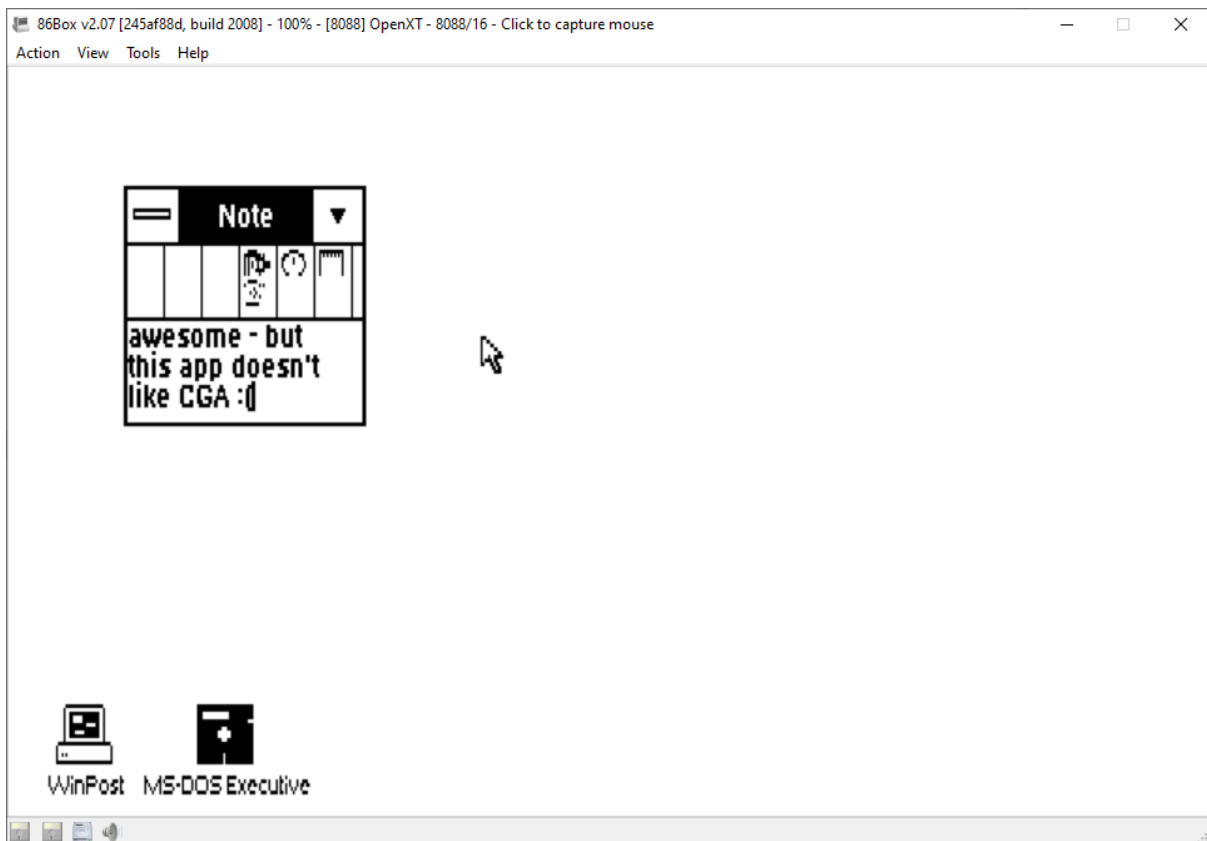 86Box v2.07 [245af88d, build 2008] - 100% - [8088] OpenXT - 8088/16 - Click to capture mouse
Action View Tools Help
Note
awesome - but
this app doesn't
like CGA :(
WinPost MS-DOS Executive